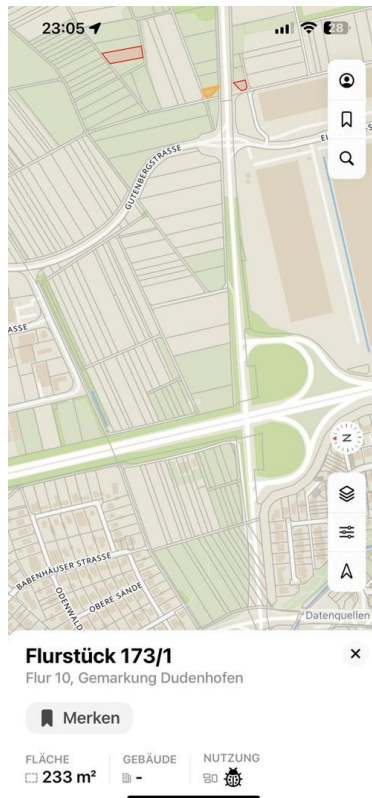 23:05
28
GUTENBERGSTRASSE
ASSE
N
BABENHÄUSER STRASSE
ODENWALD
OBERE SÄNDE
Datenquellen
Flurstück 173/1
Flur 10, Gemarkung Dudenhofen
Merken
FLÄCHE GEBÄUDE NUTZUNG
233 m² -